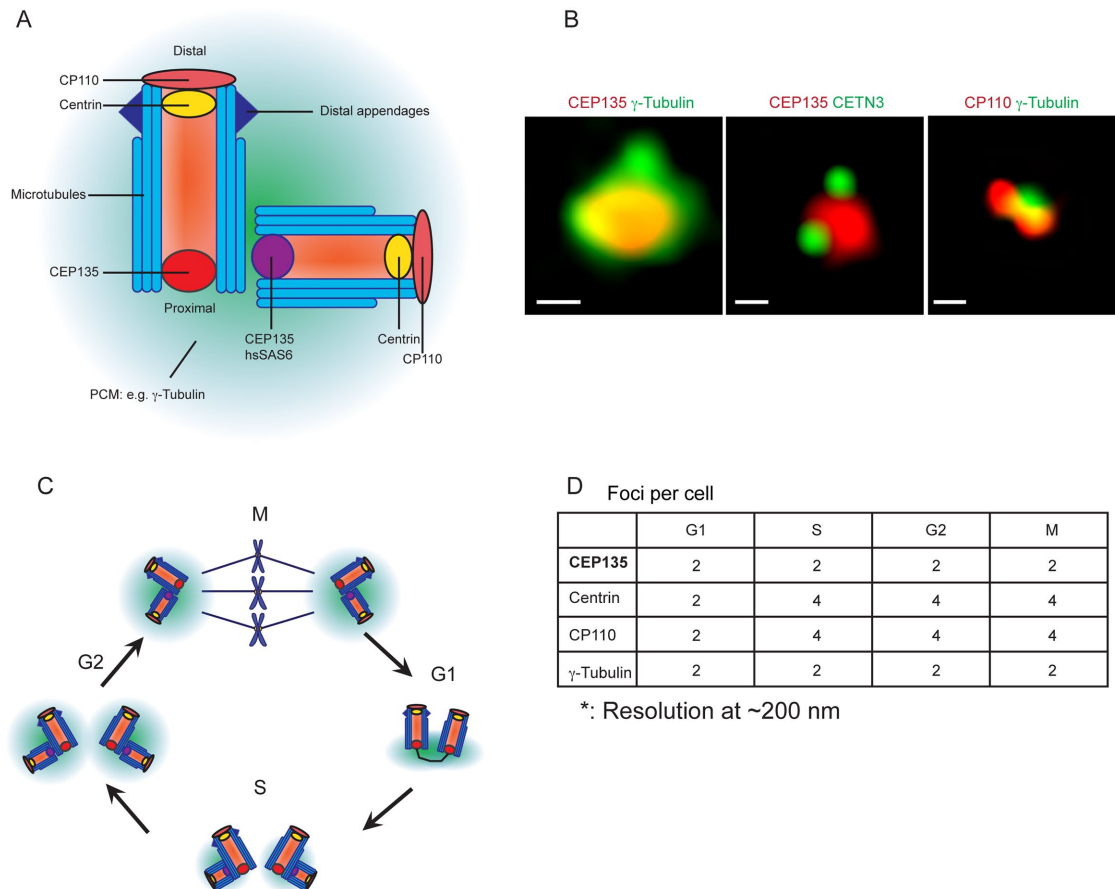 A
Distal
CP110
Centrin
Distal appendages
Microtubules
CEP135
Proximal
CEP135
hsSAS6
Centrin
CP110
PCM: e.g. γ-Tubulin
B
CEP135 γ-Tubulin
CEP135 CETN3
CP110 γ-Tubulin
C
M
G2
G1
S
D
Foci per cell
G1 S G2 M
CEP135 2 2 2 2
Centrin 2 4 4 4
CP110 2 4 4 4
γ-Tubulin 2 2 2 2
*: Resolution at ~200 nm